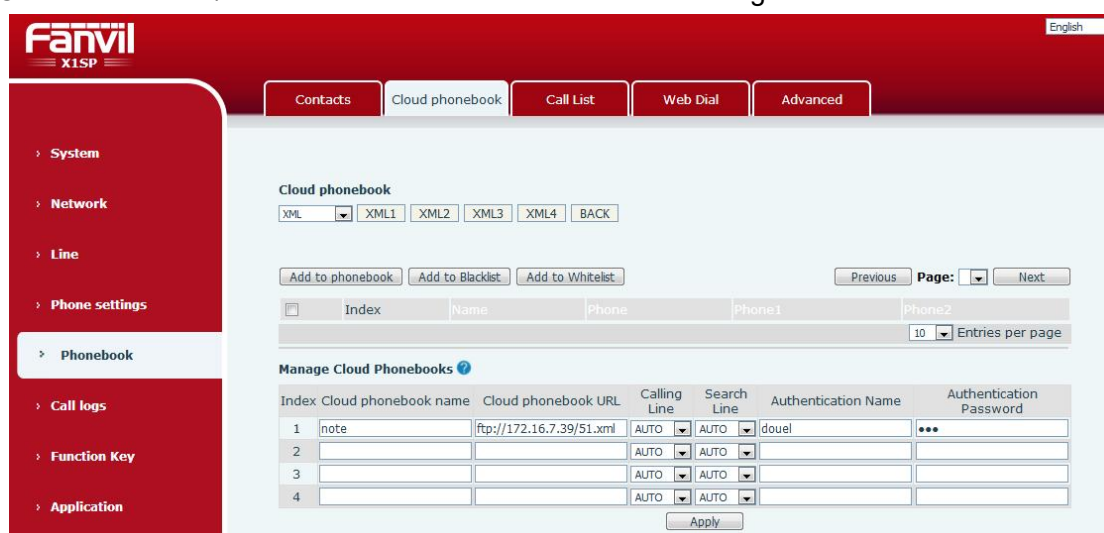 English
Fanvil
X1SP
Contacts Cloud phonebook Call List Web Dial Advanced
› System
› Network
› Line
› Phone settings
› Phonebook
› Call logs
› Function Key
› Application
Cloud phonebook
XML XML1 XML2 XML3 XML4 BACK
Add to phonebook Add to Blacklist Add to Whitelist Previous Page: Next
Index Name Phone Phone1 Phone2
10 Entries per page
Manage Cloud Phonebooks ?
Index Cloud phonebook name Cloud phonebook URL Calling Line Search Line Authentication Name Authentication Password
1 note ftp://172.16.7.39/51.xml AUTO AUTO douel •••
2 AUTO AUTO
3 AUTO AUTO
4 AUTO AUTO
Apply